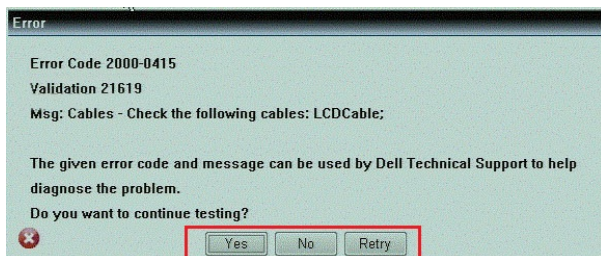 Error
Error Code 2000-0415
Validation 21619
Msg: Cables - Check the following cables: LCDCable;
The given error code and message can be used by Dell Technical Support to help
diagnose the problem.
Do you want to continue testing?
Yes No Retry